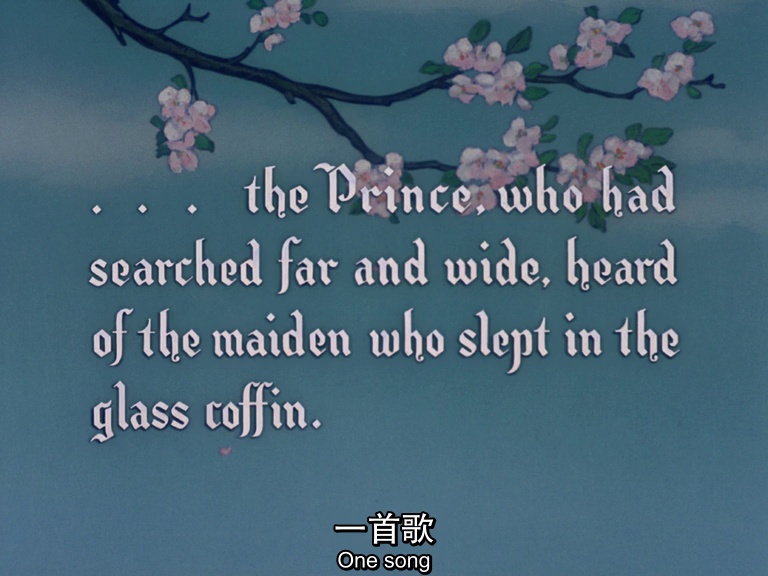 . . . the Prince, who had
searched far and wide, heard
of the maiden who slept in the
glass coffin.
一首歌
One song